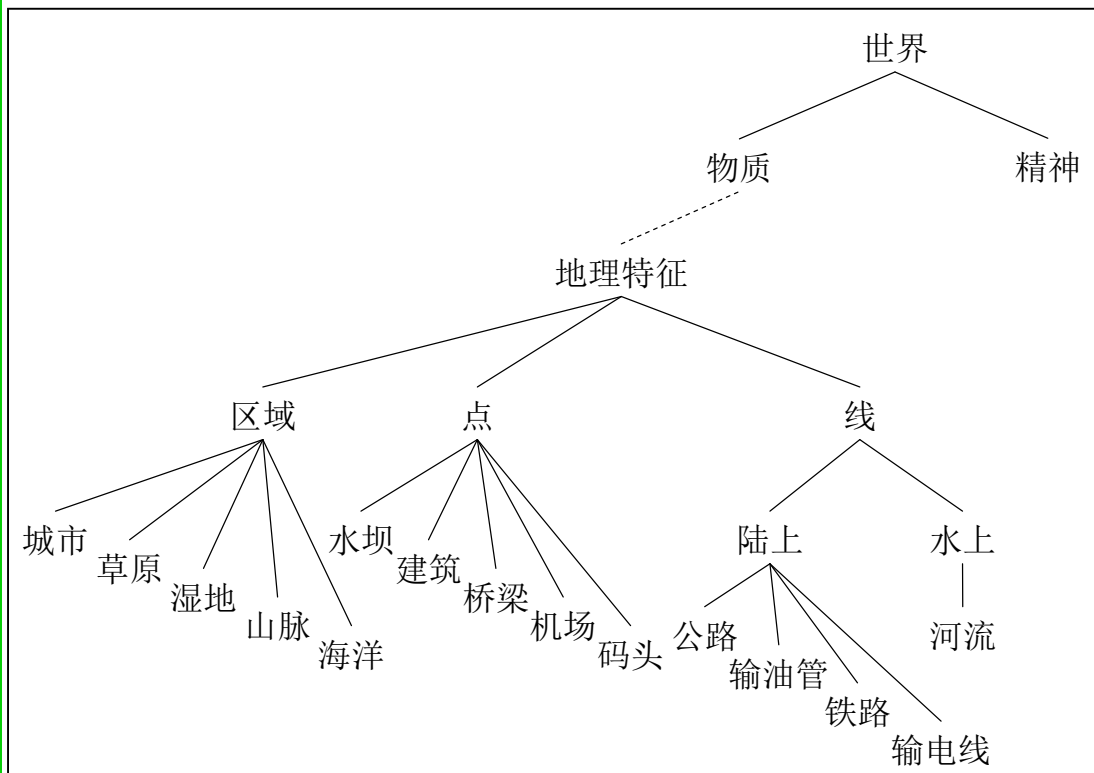 世界
物质
精神
地理特征
区域
点
线
城市
草原
湿地
山脉
海洋
水坝
建筑
桥梁
机场
码头
陆上
水上
公路
输油管
铁路
输电线
河流